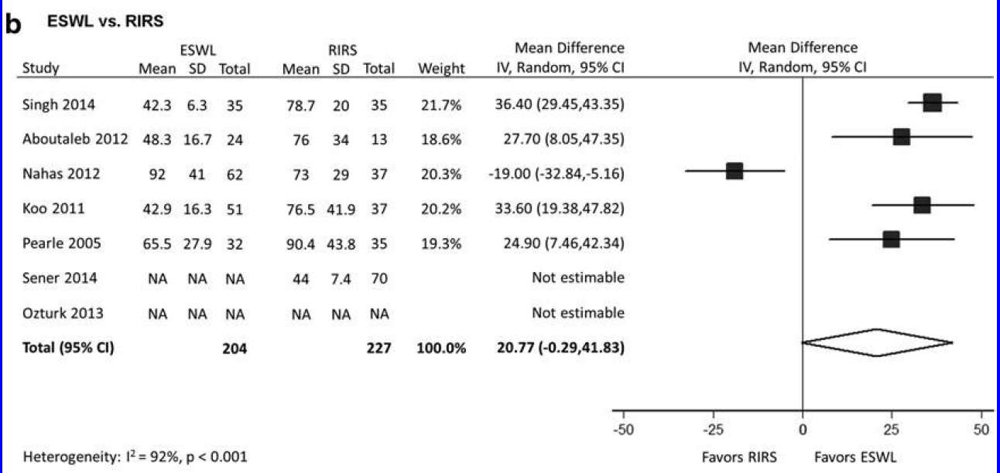 b ESWL vs. RIRS
ESWL RIRS Mean Difference Mean Difference
Study Mean SD Total Mean SD Total Weight IV, Random, 95% CI IV, Random, 95% CI
Singh 2014 42.3 6.3 35 78.7 20 35 21.7% 36.40 (29.45,43.35)
Aboutaleb 2012 48.3 16.7 24 76 34 13 18.6% 27.70 (8.05,47.35)
Nahas 2012 92 41 62 73 29 37 20.3% -19.00 (-32.84,-5.16)
Koo 2011 42.9 16.3 51 76.5 41.9 37 20.2% 33.60 (19.38,47.82)
Pearle 2005 65.5 27.9 32 90.4 43.8 35 19.3% 24.90 (7.46,42.34)
Sener 2014 NA NA NA 44 7.4 70 Not estimable
Ozturk 2013 NA NA NA NA NA NA Not estimable
Total (95% CI) 204 227 100.0% 20.77 (-0.29,41.83)
-50 -25 0 25 50
Heterogeneity: I² = 92%, p < 0.001 Favors RIRS Favors ESWL